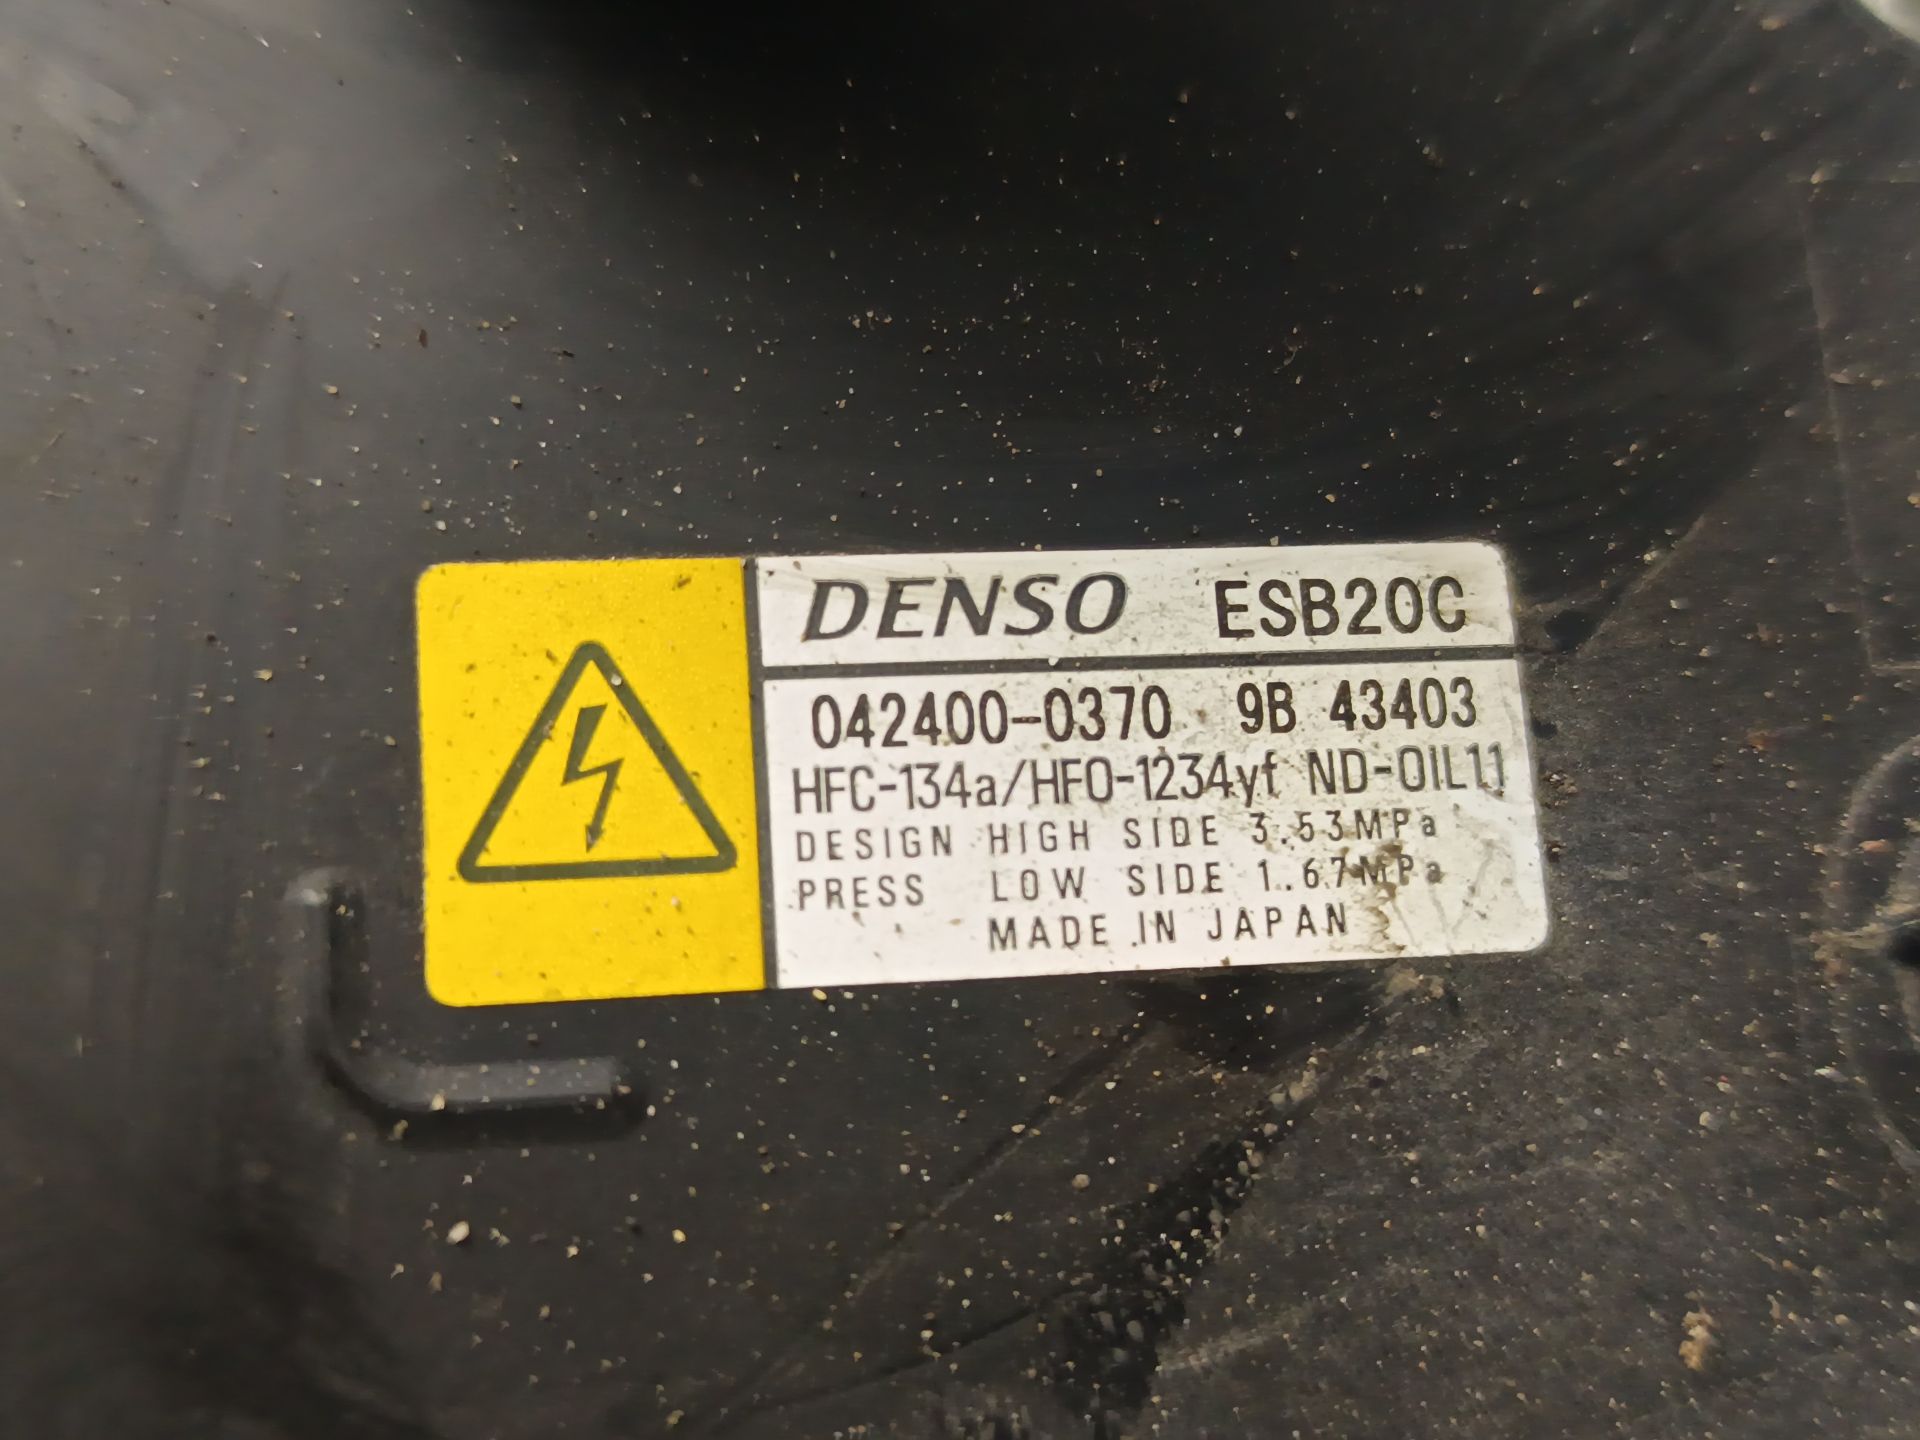 DENSO ESB20C
042400-0370 9B 43403
HFC-134a/HFO-1234yf ND-OIL11
DESIGN HIGH SIDE 3.53MPa
PRESS LOW SIDE 1.67MPa
MADE IN JAPAN